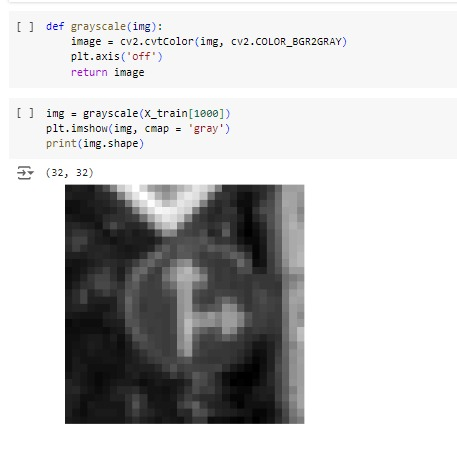 [ ] def grayscale(img):
image = cv2.cvtColor(img, cv2.COLOR_BGR2GRAY)
plt.axis('off')
return image
[ ] img = grayscale(X_train[1000])
plt.imshow(img, cmap = 'gray')
print(img.shape)
(32, 32)